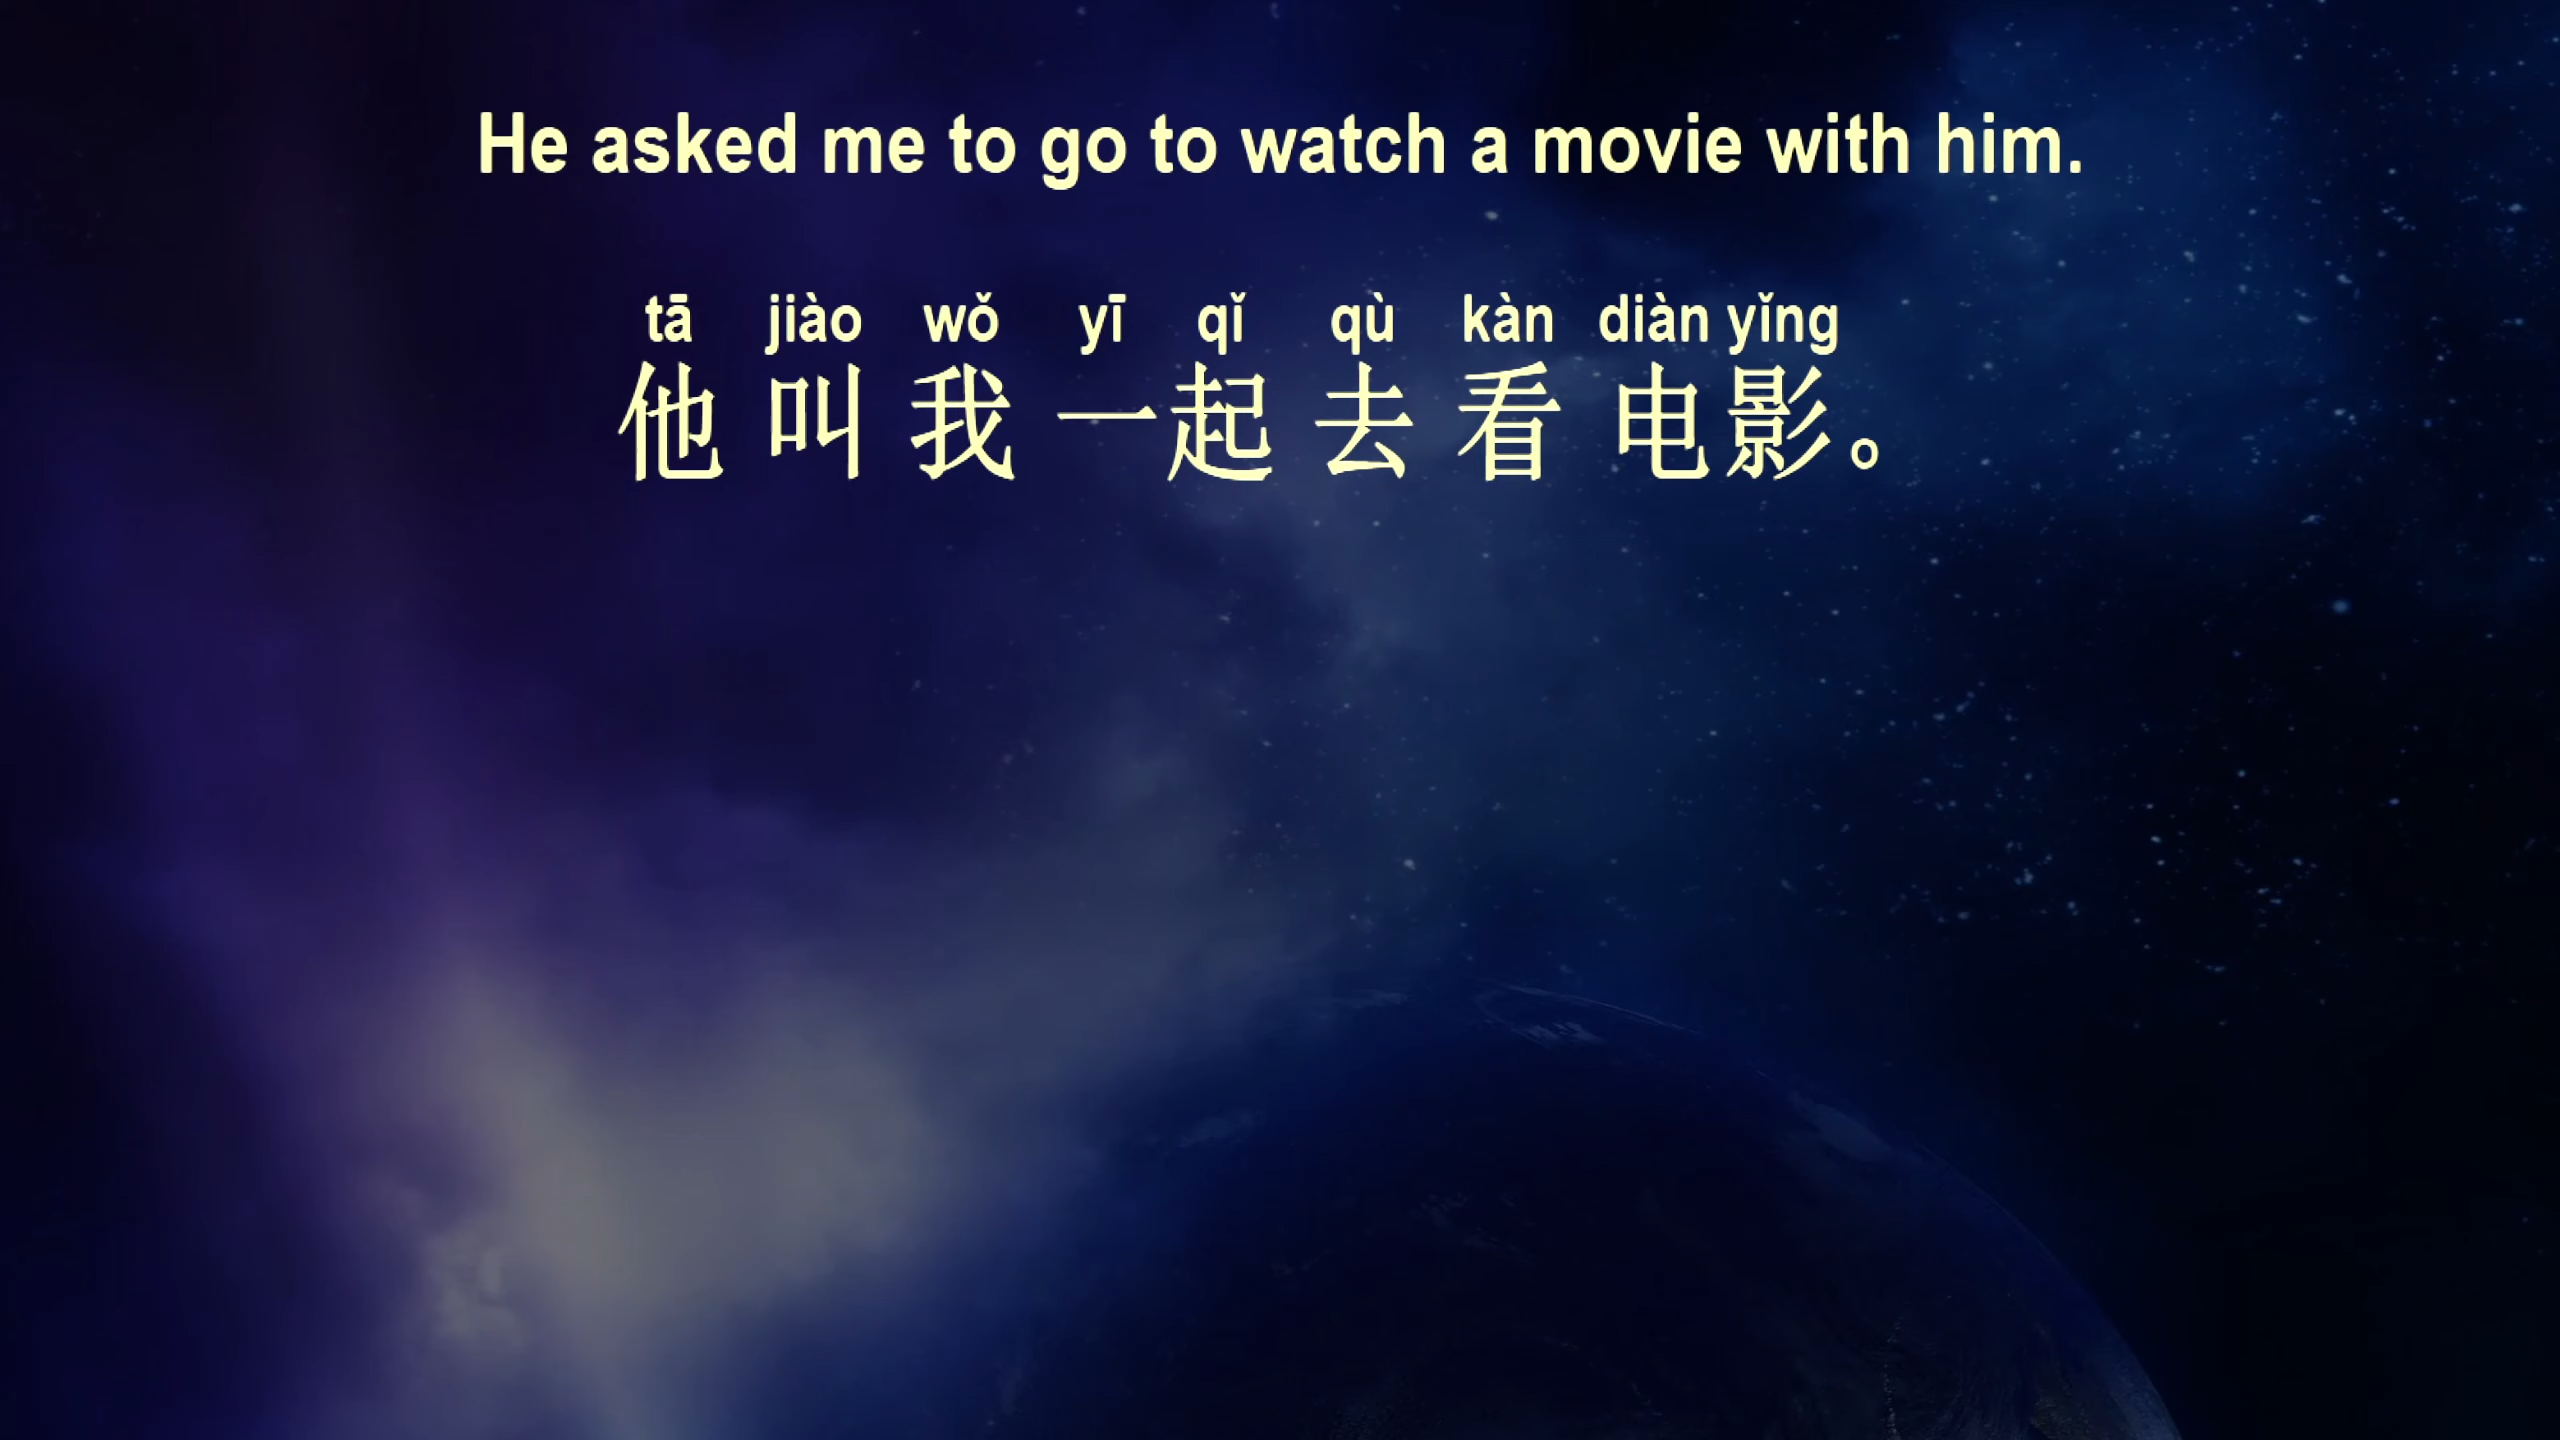 He asked me to go to watch a movie with him.
tā jiào wǒ yī qǐ qù kàn diàn yǐng
他 叫 我 一起 去 看 电影。